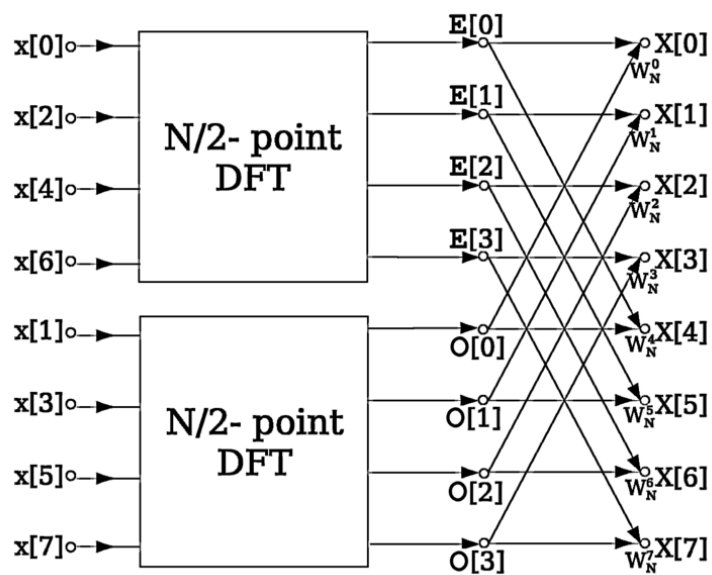 x[0]
x[2]
x[4]
x[6]
N/2- point
DFT
x[1]
x[3]
x[5]
x[7]
N/2- point
DFT
E[0]
E[1]
E[2]
E[3]
O[0]
O[1]
O[2]
O[3]
X[0]
W_N^0
X[1]
W_N^1
X[2]
W_N^2
X[3]
W_N^3
W_N^4 X[4]
W_N^5 X[5]
W_N^6 X[6]
W_N^7 X[7]